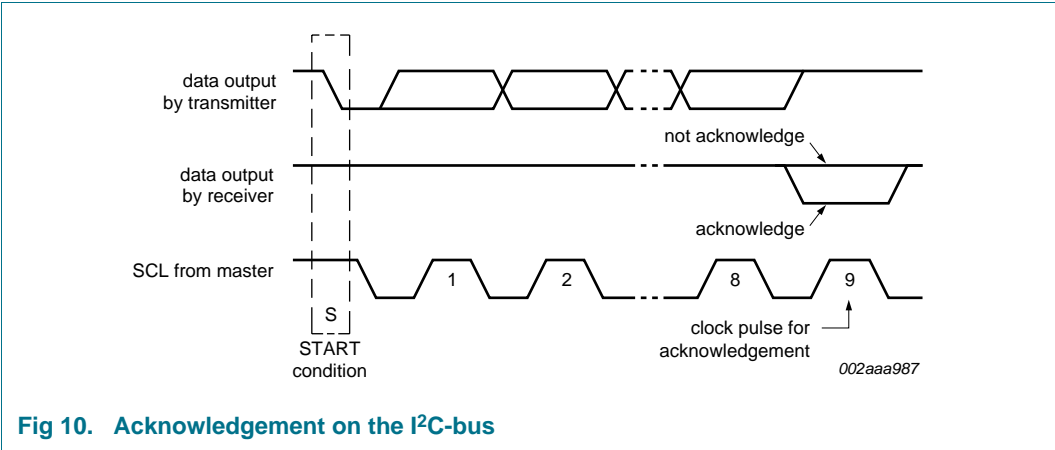 data output
by transmitter
not acknowledge
data output
by receiver
acknowledge
SCL from master
1
2
8
9
S
START
condition
clock pulse for
acknowledgement
002aaa987
Fig 10. Acknowledgement on the I²C-bus